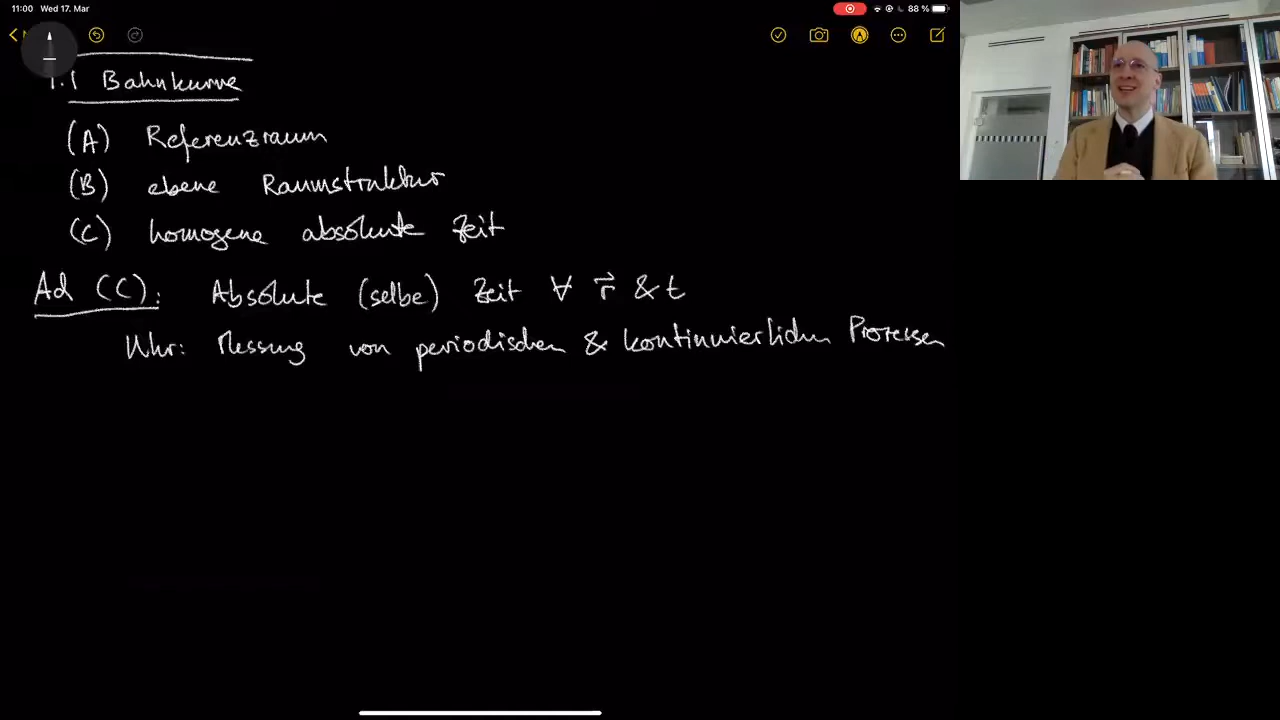 11:00 Wed 17. Mar 88 %
1.1 Bahnkurve
(A) Referenzraum
(B) ebene Raumstruktur
(C) homogene absolute Zeit
Ad (C): Absolute (selbe) Zeit ∀ r⃗ & t
Uhr: Messung von periodischen & kontinuierlichen Prozessen